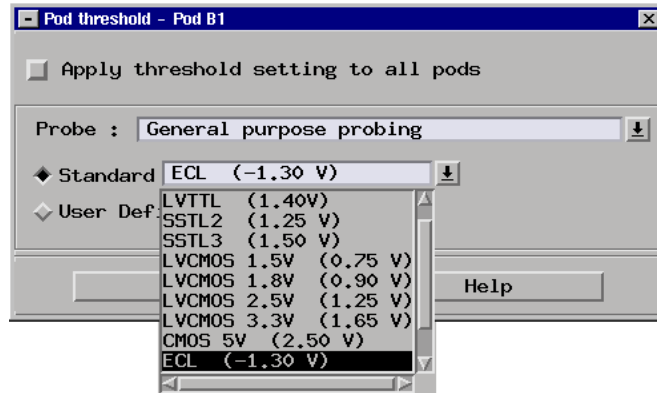 Pod threshold - Pod B1
Apply threshold setting to all pods
Probe : General purpose probing
Standard ECL (-1.30 V)
User Def
LVTTL (1.40V)
SSTL2 (1.25 V)
SSTL3 (1.50 V)
LVCMOS 1.5V (0.75 V)
LVCMOS 1.8V (0.90 V)
LVCMOS 2.5V (1.25 V)
LVCMOS 3.3V (1.65 V)
CMOS 5V (2.50 V)
ECL (-1.30 V)
Help